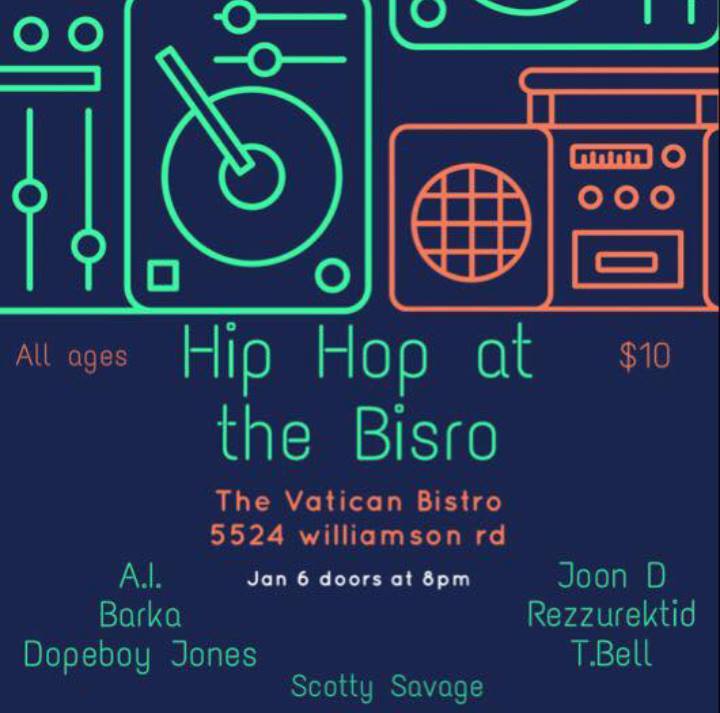 All ages
Hip Hop at
$10
the Bisro
The Vatican Bistro
5524 williamson rd
Jan 6 doors at 8pm
A.I.
Barka
Dopeboy Jones
Joon D
Rezzurektid
T.Bell
Scotty Savage